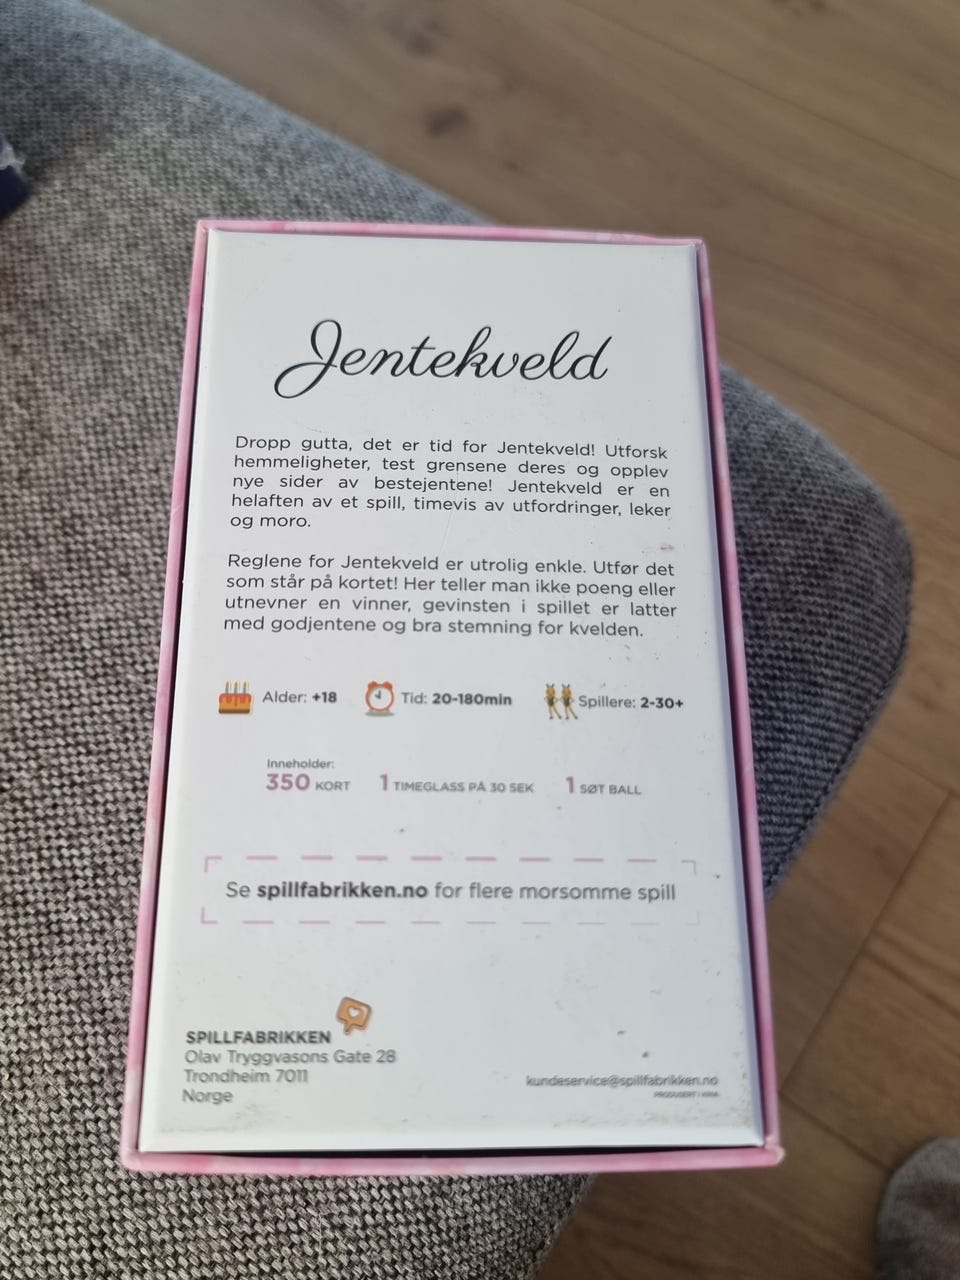 Jentekveld
Dropp gutta, det er tid for Jentekveld! Utforsk
hemmeligheter, test grensene deres og opplev
nye sider av bestejentene! Jentekveld er en
helaften av et spill, timevis av utfordringer, leker
og moro.
Reglene for Jentekveld er utrolig enkle. Utfør det
som står på kortet! Her teller man ikke poeng eller
utnevner en vinner, gevinsten i spillet er latter
med godjentene og bra stemning for kvelden.
Alder: +18 Tid: 20-180min Spillere: 2-30+
Inneholder:
350 KORT 1 TIMEGLASS PÅ 30 SEK 1 SØT BALL
Se spillfabrikken.no for flere morsomme spill
SPILLFABRIKKEN
Olav Tryggvasons Gate 28
Trondheim 7011
Norge
kundeservice@spillfabrikken.no
PRODUSERT I KINA